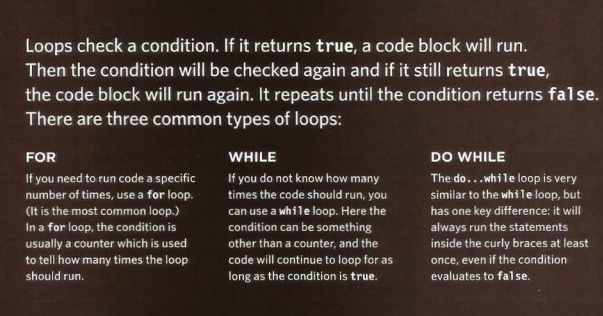 Loops check a condition. If it returns true, a code block will run.
Then the condition will be checked again and if it still returns true,
the code block will run again. It repeats until the condition returns false.
There are three common types of loops:
FOR
If you need to run code a specific
number of times, use a for loop.
(It is the most common loop.)
In a for loop, the condition is
usually a counter which is used
to tell how many times the loop
should run.
WHILE
If you do not know how many
times the code should run, you
can use a while loop. Here the
condition can be something
other than a counter, and the
code will continue to loop for as
long as the condition is true.
DO WHILE
The do...while loop is very
similar to the while loop, but
has one key difference: it will
always run the statements
inside the curly braces at least
once, even if the condition
evaluates to false.